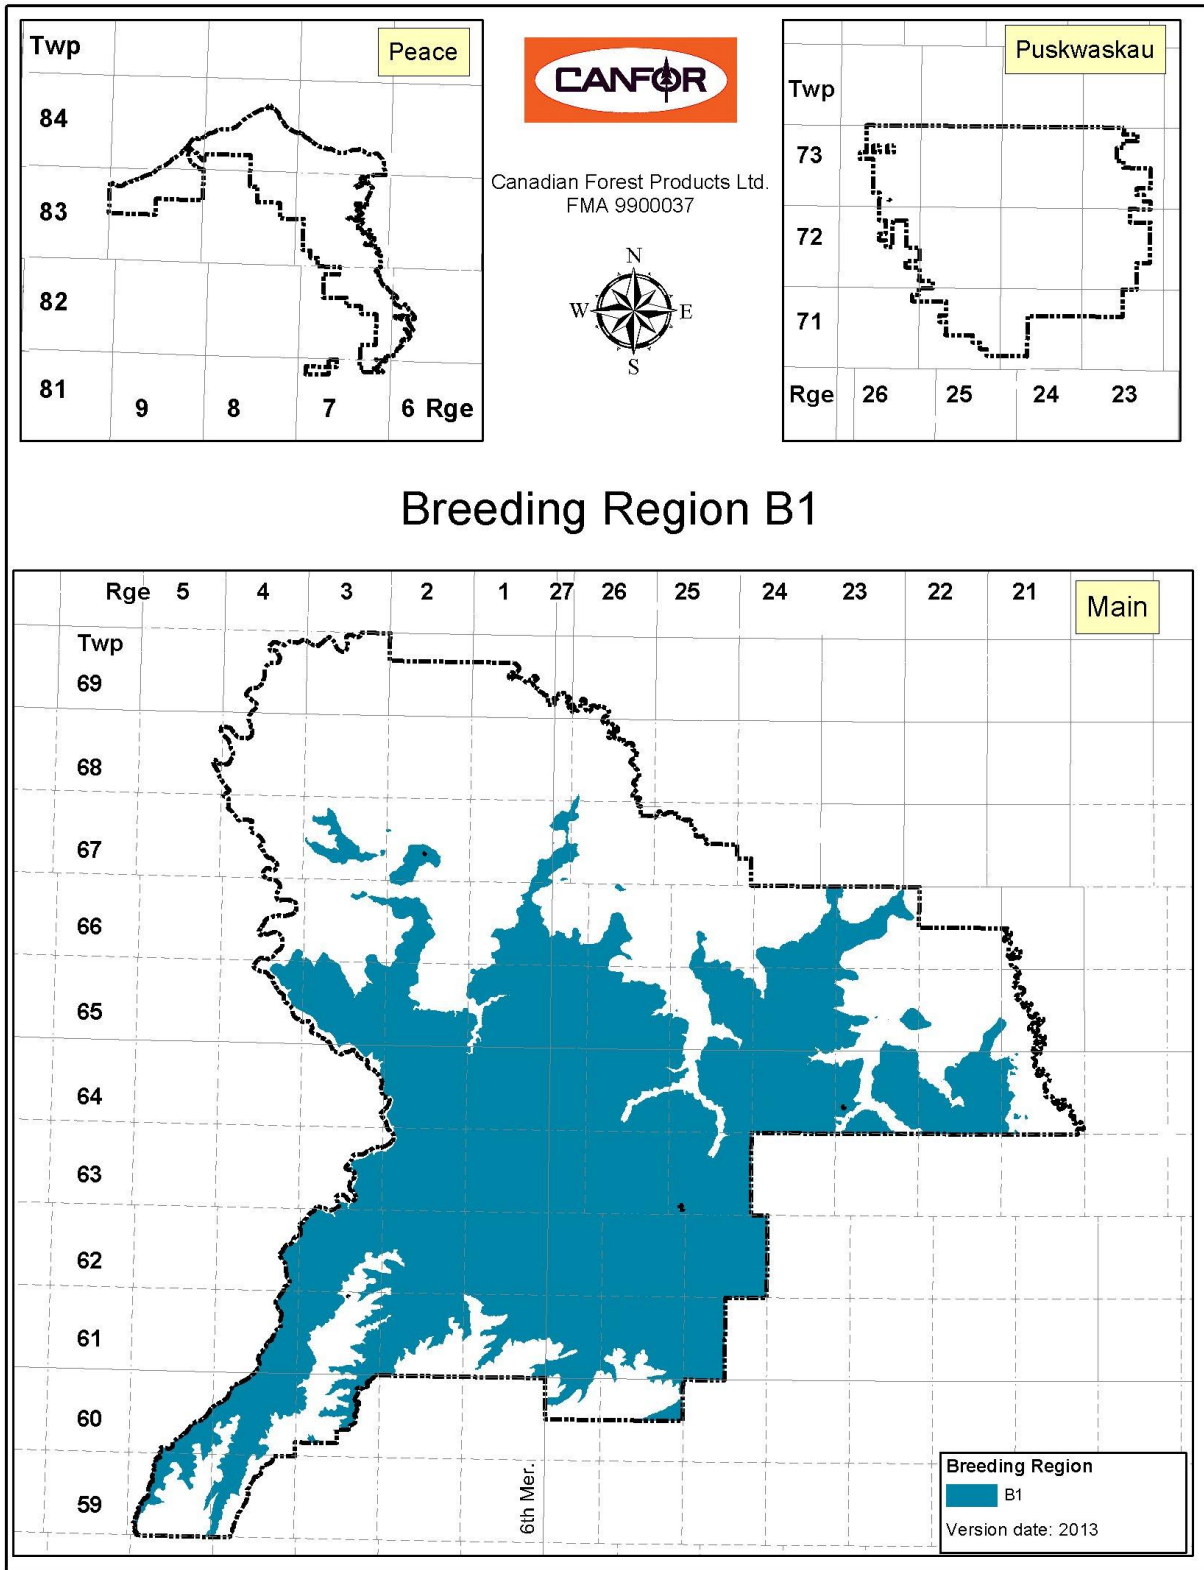 Twp
Peace
84
83
82
81
9 8 7 6 Rge
CANFOR
Canadian Forest Products Ltd.
FMA 9900037
N
W E
S
Puskwaskau
Twp
73
72
71
Rge 26 25 24 23
Breeding Region B1
Rge 5 4 3 2 1 27 26 25 24 23 22 21
Main
Twp
69
68
67
66
65
64
63
62
61
60
59
6th Mer.
Breeding Region
B1
Version date: 2013